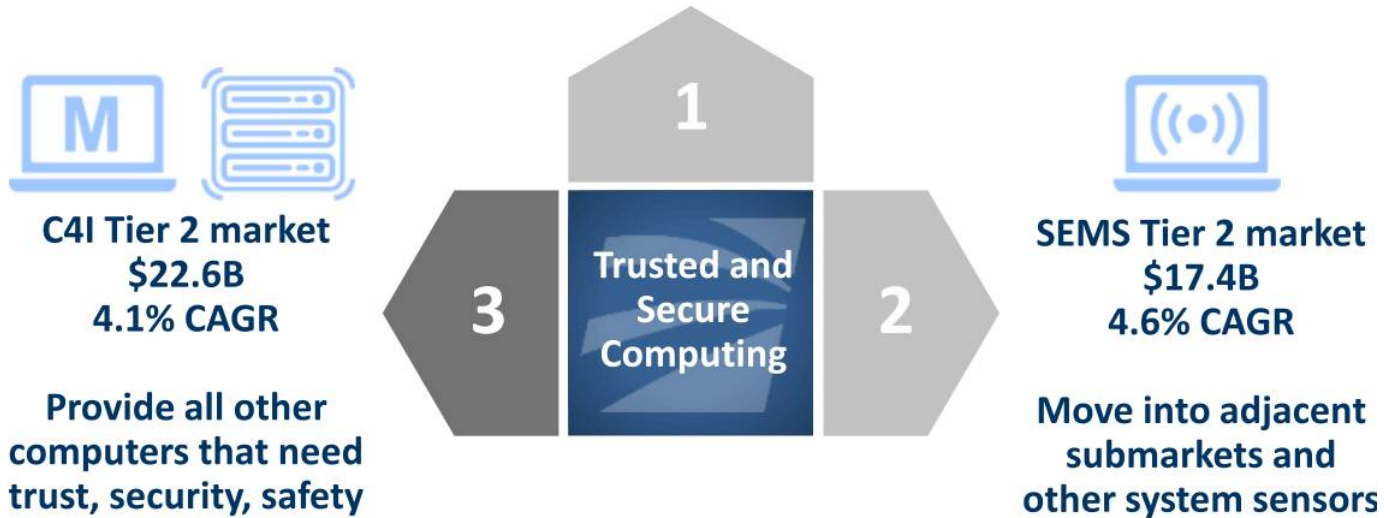 1
M
C4I Tier 2 market
$22.6B
4.1% CAGR
Provide all other
computers that need
trust, security, safety
3
Trusted and
Secure
Computing
2
SEMS Tier 2 market
$17.4B
4.6% CAGR
Move into adjacent
submarkets and
other system sensors